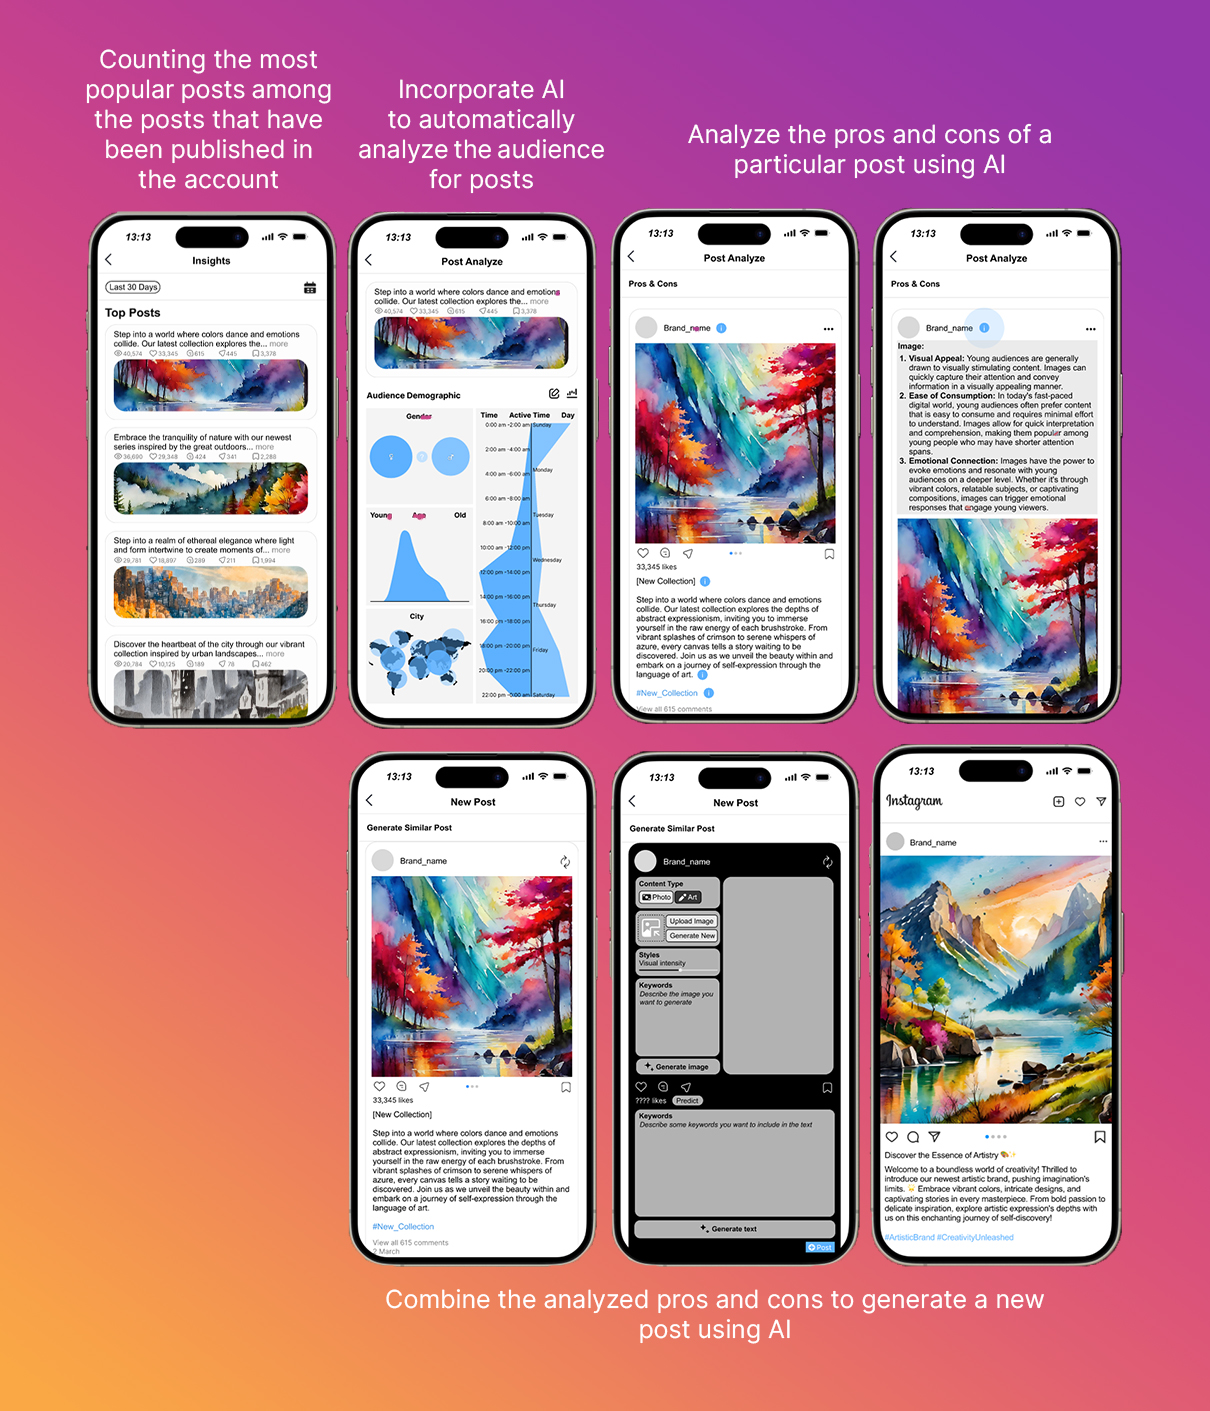 Counting the most
popular posts among
the posts that have
been published in
the account
Incorporate AI
to automatically
analyze the audience
for posts
Analyze the pros and cons of a
particular post using AI
13:13
Insights
Last 30 Days
Top Posts
Step into a world where colors dance and emotions
collide. Our latest collection explores the... more
40,574 33,345 615 445 3,378
Embrace the tranquility of nature with our newest
series inspired by the great outdoors... more
36,690 29,348 424 341 2,288
Step into a realm of ethereal elegance where light
and form intertwine to create moments of... more
29,781 18,897 289 211 1,994
Discover the heartbeat of the city through our vibrant
collection inspired by urban landscapes... more
20,784 10,125 189 78 462
13:13
Post Analyze
Step into a world where colors dance and emotions
collide. Our latest collection explores the... more
40,574 33,345 615 445 3,378
Audience Demographic
Gender
Young Age Old
City
Time Active Time Day
0:00 am -2:00 am Sunday
2:00 am -4:00 am
Monday
4:00 am -6:00 am
6:00 am -8:00 am
Tuesday
8:00 am -10:00 am
10:00 am -12:00 pm
Wednesday
12:00 pm -14:00 pm
14:00 pm -16:00 pm
Thursday
16:00 pm -18:00 pm
18:00 pm -20:00 pm
Friday
20:00 pm -22:00 pm
22:00 pm -0:00 am Saturday
13:13
Post Analyze
Pros & Cons
Brand_name
33,345 likes
[New Collection]
Step into a world where colors dance and emotions
collide. Our latest collection explores the depths of
abstract expressionism, inviting you to immerse
yourself in the raw energy of each brushstroke. From
vibrant splashes of crimson to serene whispers of
azure, every canvas tells a story waiting to be
discovered. Join us as we unveil the beauty within and
embark on a journey of self-expression through the
language of art.
#New_Collection
View all 615 comments
13:13
Post Analyze
Pros & Cons
Brand_name
Image:
1. Visual Appeal: Young audiences are generally
drawn to visually stimulating content. Images can
quickly capture their attention and convey
information in a visually appealing manner.
2. Ease of Consumption: In today's fast-paced
digital world, young audiences often prefer content
that is easy to consume and requires minimal effort
to understand. Images allow for quick interpretation
and comprehension, making them popular among
young people who may have shorter attention
spans.
3. Emotional Connection: Images have the power to
evoke emotions and resonate with young
audiences on a deeper level. Whether it's through
vibrant colors, relatable subjects, or captivating
compositions, images can trigger emotional
responses that engage young viewers.
13:13
New Post
Generate Similar Post
Brand_name
33,345 likes
[New Collection]
Step into a world where colors dance and emotions
collide. Our latest collection explores the depths of
abstract expressionism, inviting you to immerse
yourself in the raw energy of each brushstroke. From
vibrant splashes of crimson to serene whispers of
azure, every canvas tells a story waiting to be
discovered. Join us as we unveil the beauty within and
embark on a journey of self-expression through the
language of art.
#New_Collection
View all 615 comments
2 March
13:13
New Post
Generate Similar Post
Brand_name
Content Type
Photo Art
Upload Image
Generate New
Styles
Visual intensity
Keywords
Describe the image you
want to generate
Generate image
???? likes Predict
Keywords
Describe some keywords you want to include in the text
Generate text
Post
13:13
Instagram
Brand_name
Discover the Essence of Artistry 🎨✨
Welcome to a boundless world of creativity! Thrilled to
introduce our newest artistic brand, pushing imagination's
limits. Embrace vibrant colors, intricate designs, and
captivating stories in every masterpiece. From bold passion to
delicate inspiration, explore artistic expression's depths with
us on this enchanting journey of self-discovery!
#ArtisticBrand #CreativityUnleashed
Combine the analyzed pros and cons to generate a new
post using AI